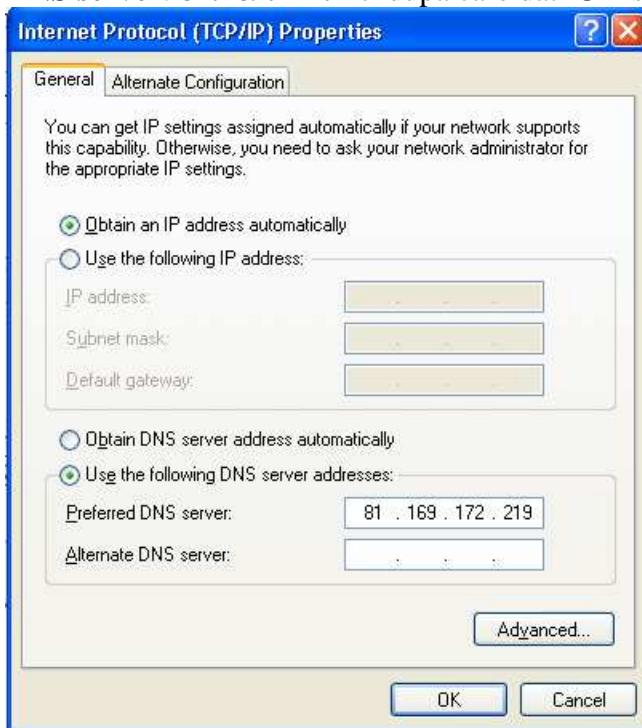 Internet Protocol (TCP/IP) Properties
General
Alternate Configuration
You can get IP settings assigned automatically if your network supports
this capability. Otherwise, you need to ask your network administrator for
the appropriate IP settings.
Obtain an IP address automatically
Use the following IP address:
IP address:
Subnet mask:
Default gateway:
Obtain DNS server address automatically
Use the following DNS server addresses:
Preferred DNS server: 81 . 169 . 172 . 219
Alternate DNS server: . . .
Advanced...
OK
Cancel